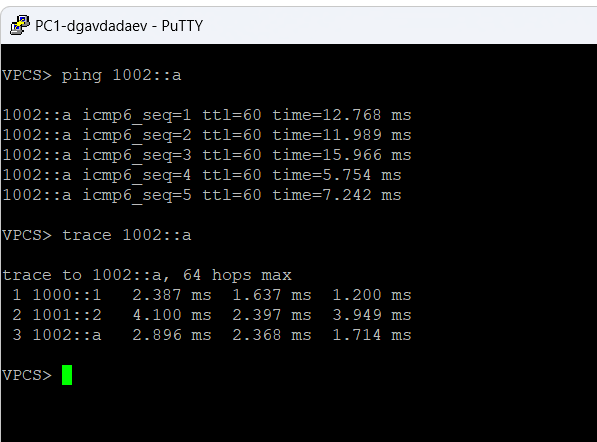 PC1-dgavdadaev - PuTTY
VPCS> ping 1002::a
1002::a icmp6_seq=1 ttl=60 time=12.768 ms
1002::a icmp6_seq=2 ttl=60 time=11.989 ms
1002::a icmp6_seq=3 ttl=60 time=15.966 ms
1002::a icmp6_seq=4 ttl=60 time=5.754 ms
1002::a icmp6_seq=5 ttl=60 time=7.242 ms
VPCS> trace 1002::a
trace to 1002::a, 64 hops max
1 1000::1 2.387 ms 1.637 ms 1.200 ms
2 1001::2 4.100 ms 2.397 ms 3.949 ms
3 1002::a 2.896 ms 2.368 ms 1.714 ms
VPCS>